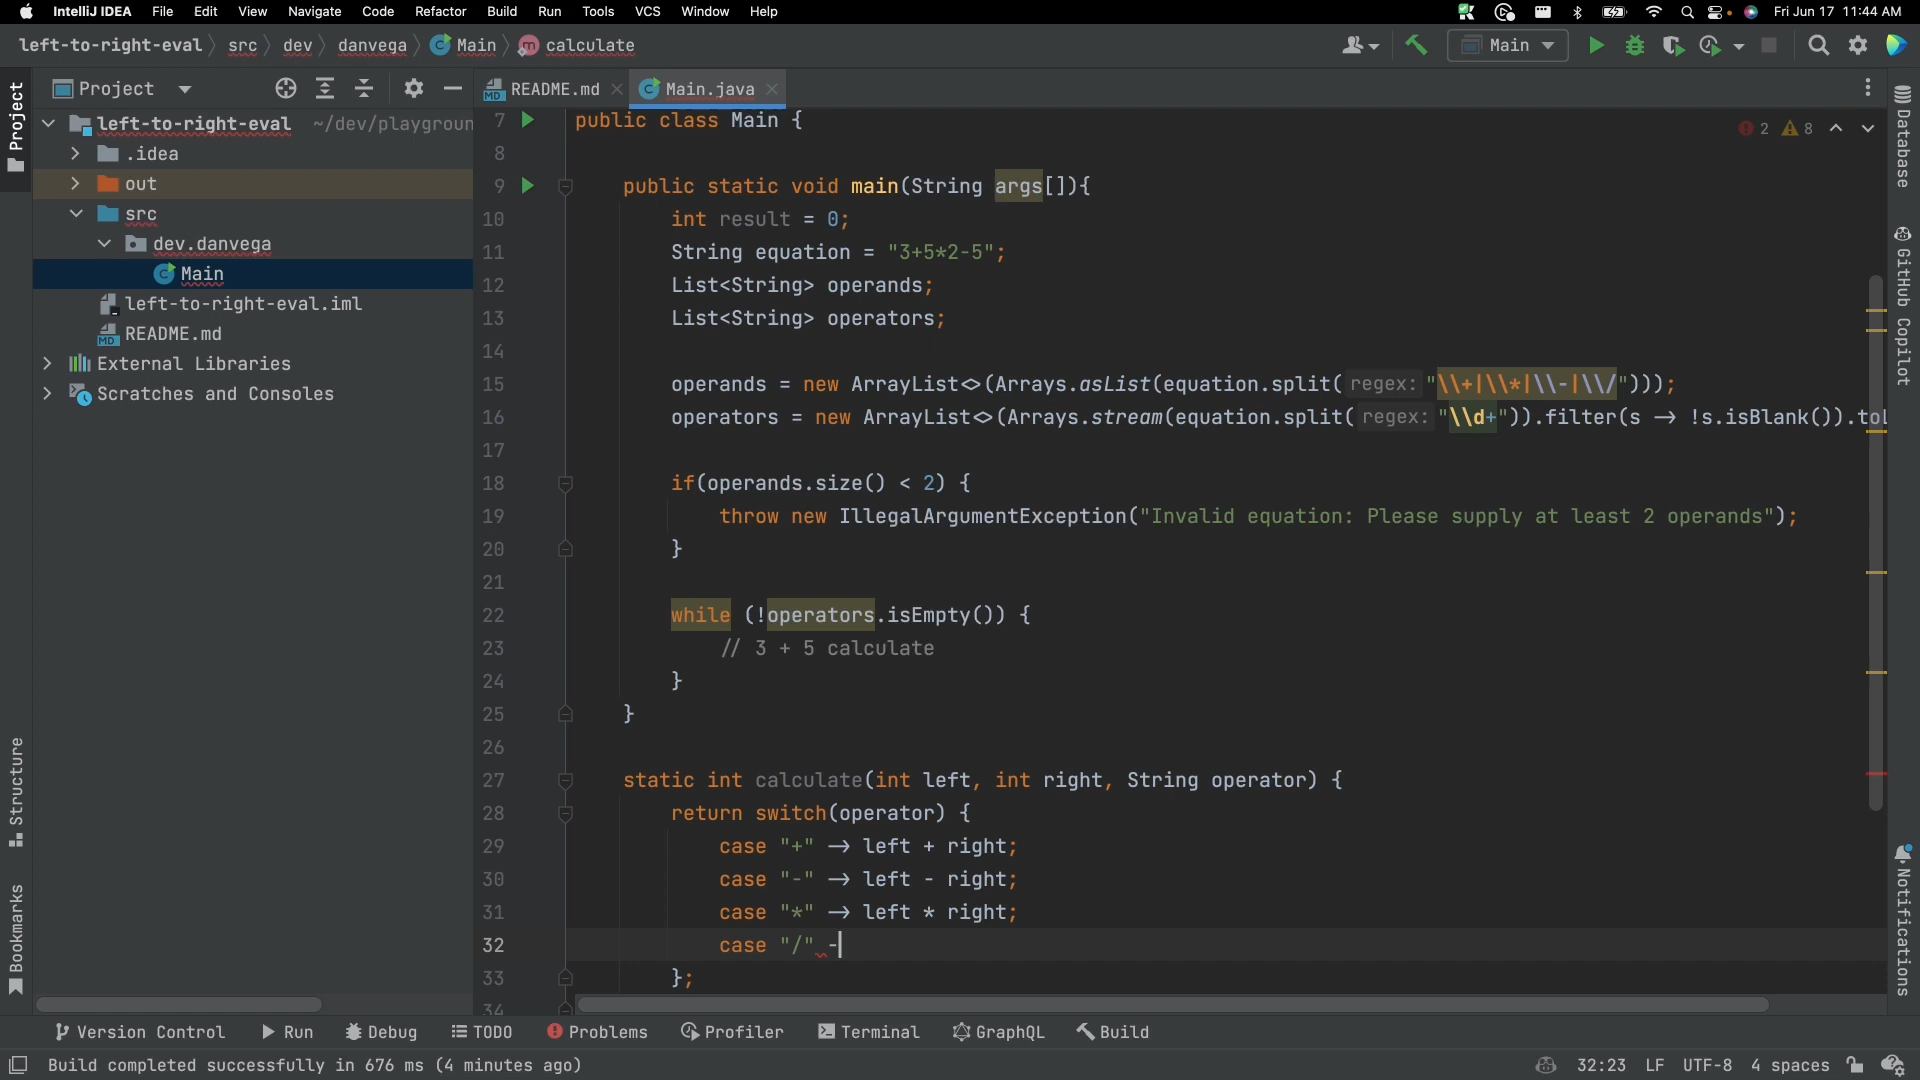 IntelliJ IDEA File Edit View Navigate Code Refactor Build Run Tools VCS Window Help Fri Jun 17 11:44 AM
left-to-right-eval src dev danvega Main calculate Main
Project README.md Main.java
Project
left-to-right-eval ~/dev/playgroun
.idea
out
src
dev.danvega
Main
left-to-right-eval.iml
README.md
External Libraries
Scratches and Consoles
Structure
Bookmarks
2 8
7 public class Main {
8
9 public static void main(String args[]){
10 int result = 0;
11 String equation = "3+5*2-5";
12 List<String> operands;
13 List<String> operators;
14
15 operands = new ArrayList<>(Arrays.asList(equation.split( regex: "\\+|\\*|\\-|\\/")));
16 operators = new ArrayList<>(Arrays.stream(equation.split( regex: "\\d+")).filter(s -> !s.isBlank()).toL
17
18 if(operands.size() < 2) {
19 throw new IllegalArgumentException("Invalid equation: Please supply at least 2 operands");
20 }
21
22 while (!operators.isEmpty()) {
23 // 3 + 5 calculate
24 }
25 }
26
27 static int calculate(int left, int right, String operator) {
28 return switch(operator) {
29 case "+" -> left + right;
30 case "-" -> left - right;
31 case "*" -> left * right;
32 case "/" -
33 };
34
Database
GitHub Copilot
Notifications
Version Control Run Debug TODO Problems Profiler Terminal GraphQL Build
Build completed successfully in 676 ms (4 minutes ago) 32:23 LF UTF-8 4 spaces